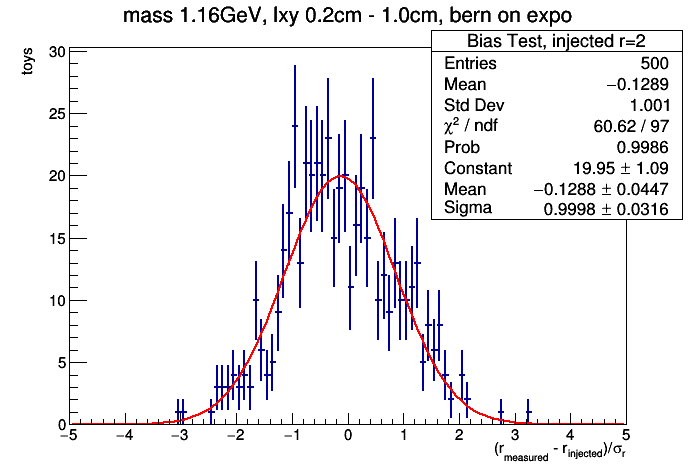 mass 1.16GeV, lxy 0.2cm - 1.0cm, bern on expo
Bias Test, injected r=2
Entries 500
Mean −0.1289
Std Dev 1.001
χ² / ndf 60.62 / 97
Prob 0.9986
Constant 19.95 ± 1.09
Mean −0.1288 ± 0.0447
Sigma 0.9998 ± 0.0316
toys
30
25
20
15
10
5
0
−5 −4 −3 −2 −1 0 1 2 3 4 5
(r_measured - r_injected)/σ_r